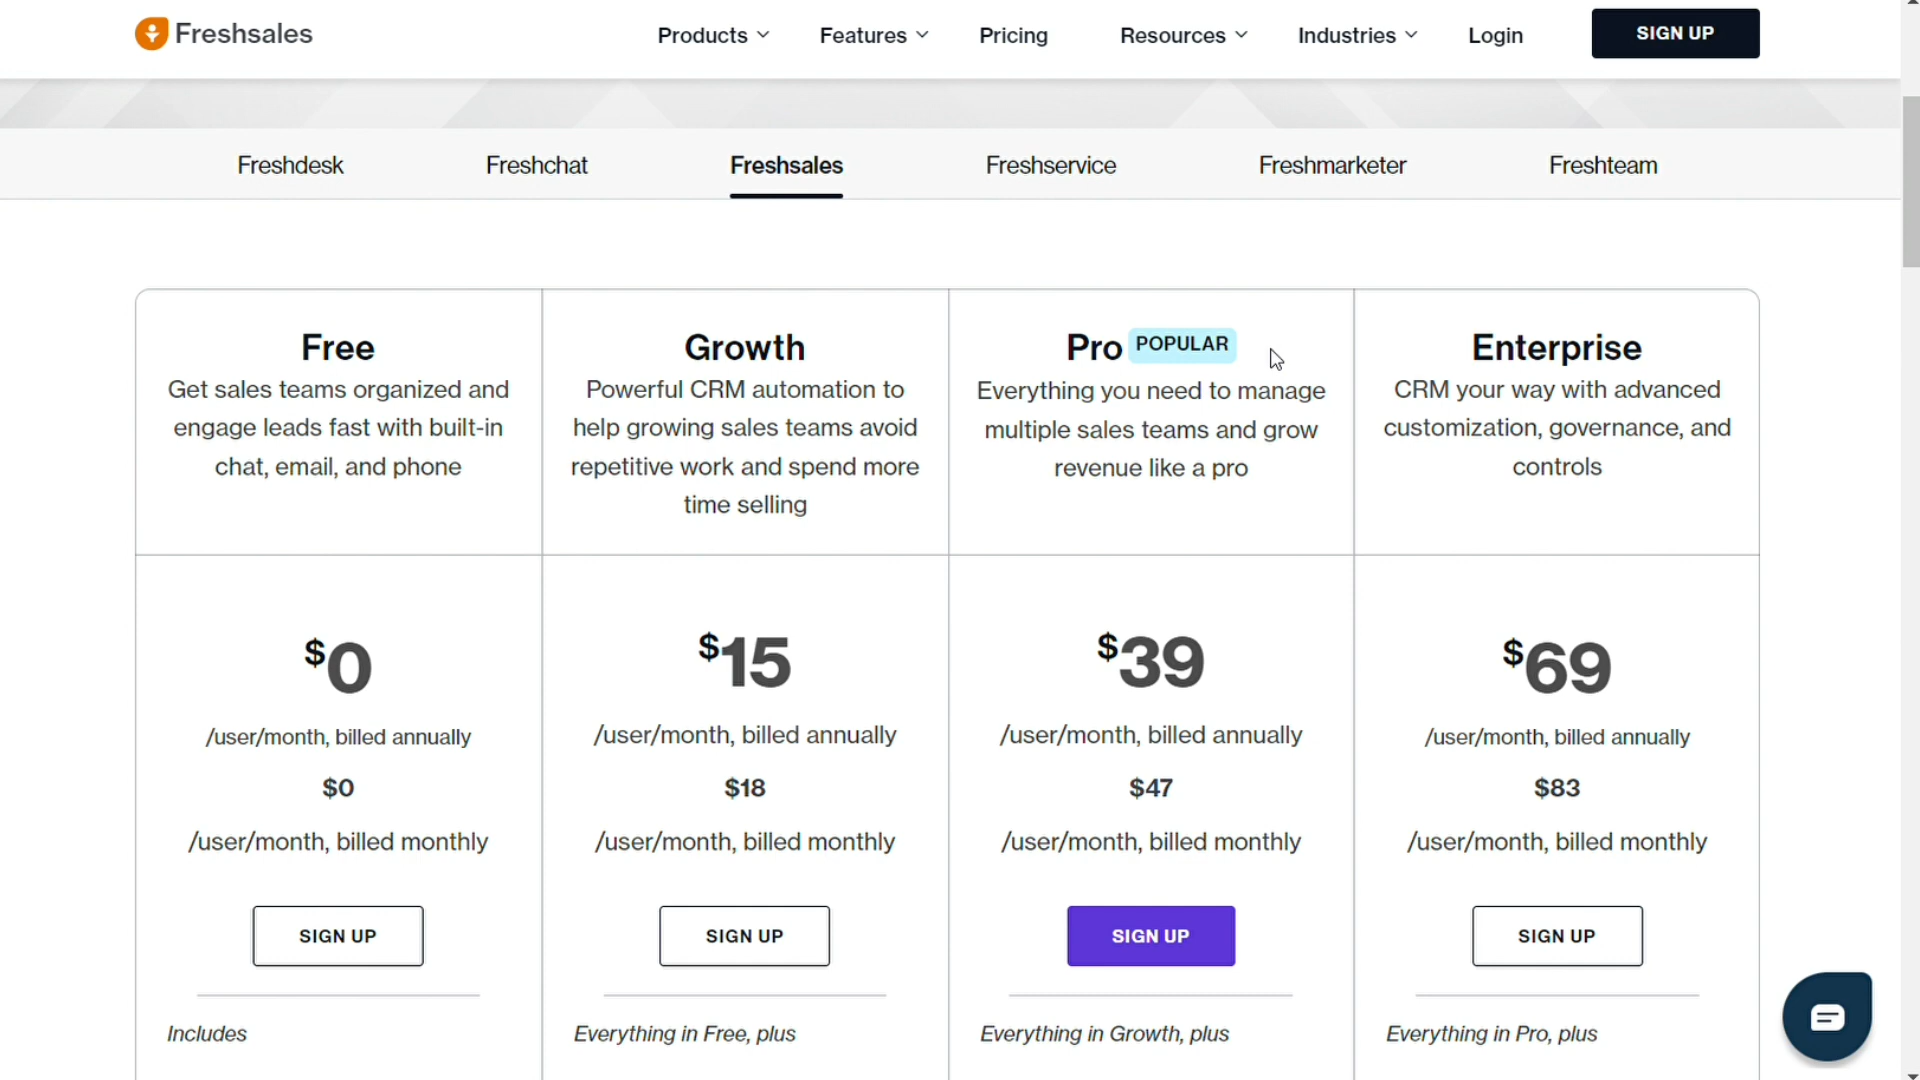 Freshsales
Products Features Pricing Resources Industries Login SIGN UP
Freshdesk Freshchat Freshsales Freshservice Freshmarketer Freshteam
Free
Get sales teams organized and
engage leads fast with built-in
chat, email, and phone
$0
/user/month, billed annually
$0
/user/month, billed monthly
SIGN UP
Includes
Growth
Powerful CRM automation to
help growing sales teams avoid
repetitive work and spend more
time selling
$15
/user/month, billed annually
$18
/user/month, billed monthly
SIGN UP
Everything in Free, plus
Pro POPULAR
Everything you need to manage
multiple sales teams and grow
revenue like a pro
$39
/user/month, billed annually
$47
/user/month, billed monthly
SIGN UP
Everything in Growth, plus
Enterprise
CRM your way with advanced
customization, governance, and
controls
$69
/user/month, billed annually
$83
/user/month, billed monthly
SIGN UP
Everything in Pro, plus